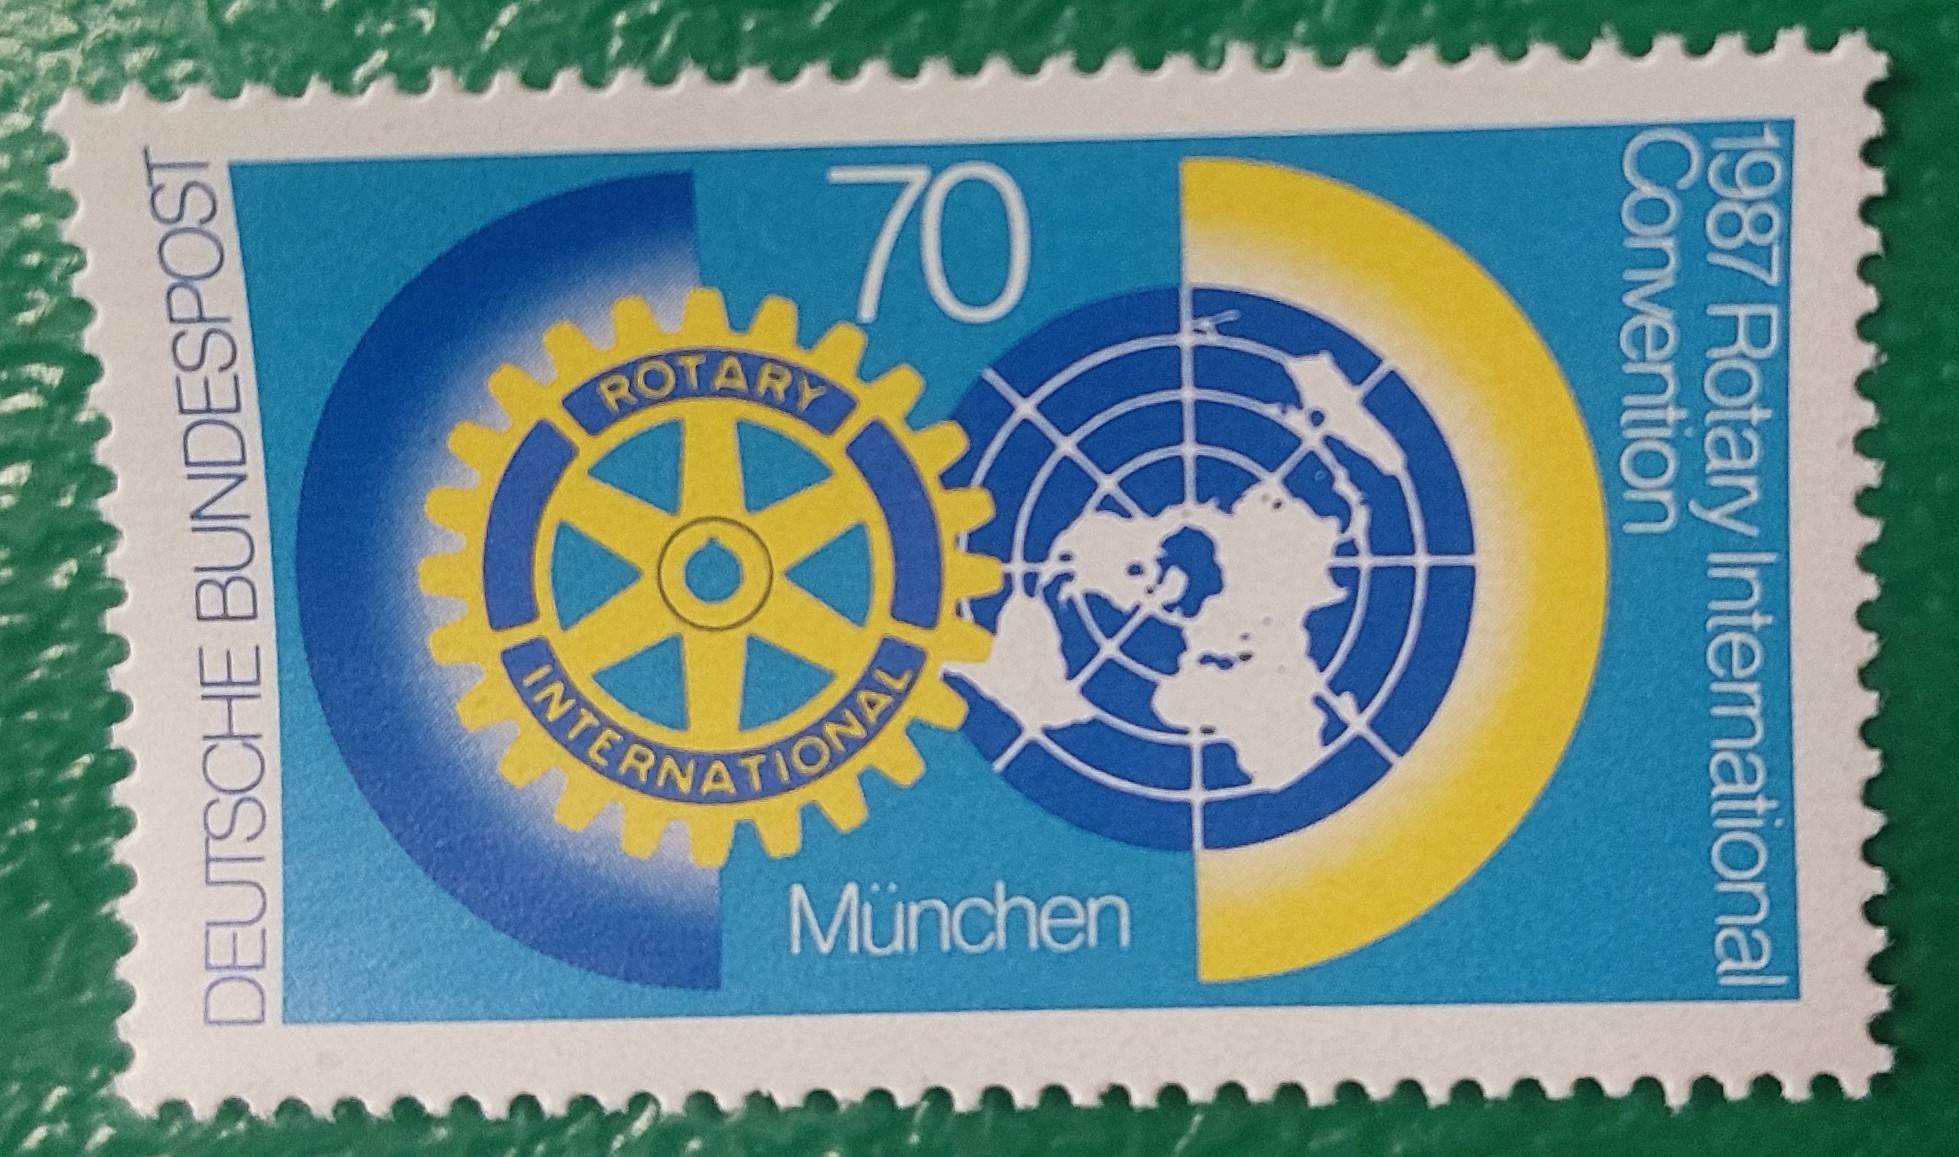 DEUTSCHE BUNDESPOST
70
ROTARY
INTERNATIONAL
München
1987 Rotary International
Convention